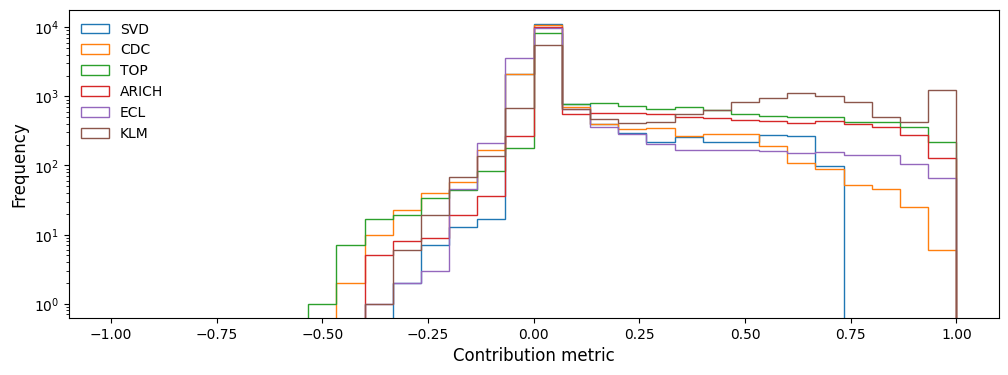 SVD
CDC
TOP
ARICH
ECL
KLM
Frequency
10⁴
10³
10²
10¹
10⁰
−1.00 −0.75 −0.50 −0.25 0.00 0.25 0.50 0.75 1.00
Contribution metric